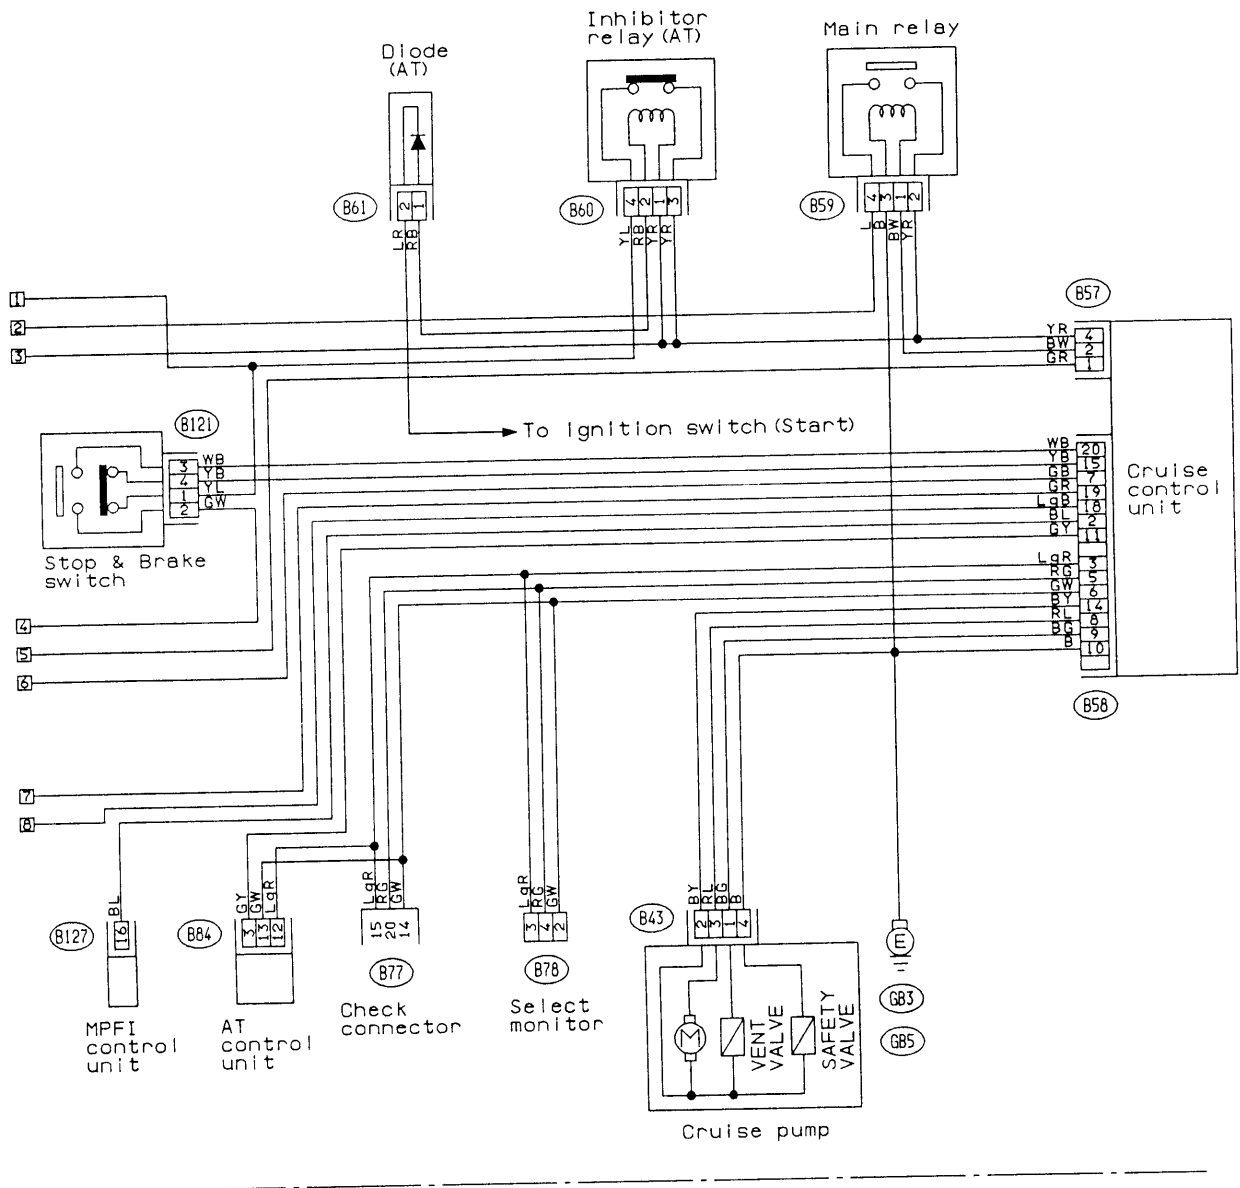 Inhibitor
relay (AT)
Main relay
Diode
(AT)
B61
2 1
LR
RB
B60
4 2 1 3
YL
RB
YR
YR
B59
4 3 1 2
L
B
BW
YR
1
2
3
B57
YR 4
BW 2
GR 1
B121
To ignition switch (Start)
3 WB
4 YB
1 YL
2 GW
Stop & Brake
switch
WB 20
YB 15
GB 7
GR 19
LgB 18
BL 2
GY 11
LgR 3
RG 5
GW 6
BY 14
RL 8
BG 9
B 10
Cruise
control
unit
B58
4
5
6
7
8
BL
B127
16
MPFI
control
unit
GY
GW
LgR
B84
3 13 12
AT
control
unit
LgR
RG
GW
15 20 14
B77
Check
connector
LgR
RG
GW
3 4 2
B78
Select
monitor
BY
RL
BG
B
B43
2 3 1 4
M
VENT
VALVE
SAFETY
VALVE
Cruise pump
E
GB3
GB5